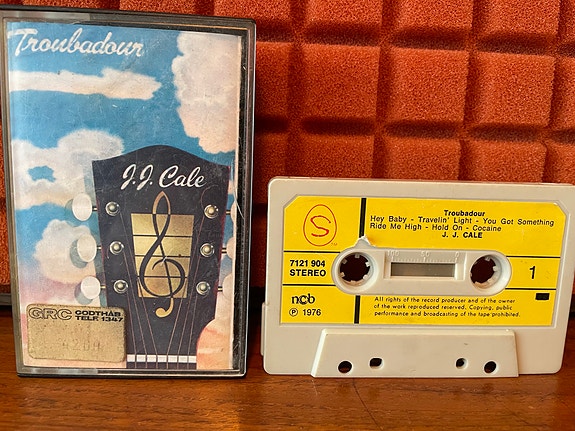 Troubadour
J.J. Cale
GRC GODTHÅB
TELF. 1347
S
Troubadour
Hey Baby - Travelin' Light - You Got Something
Ride Me High - Hold On - Cocaine
J. J. CALE
7121 904
STEREO
1
ncb
℗ 1976
All rights of the record producer and of the owner
of the work reproduced reserved. Copying, public
performance and broadcasting of the tape prohibited.